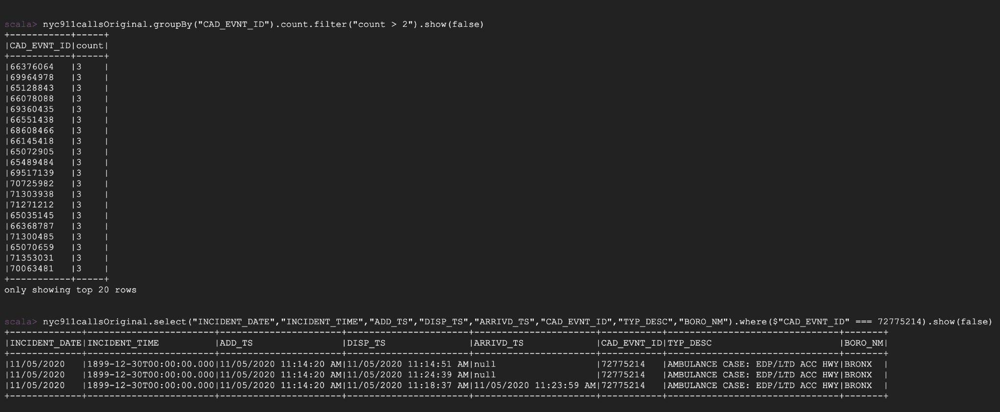 scala> nyc911callsOriginal.groupBy("CAD_EVNT_ID").count.filter("count > 2").show(false)
+-----------+-----+
|CAD_EVNT_ID|count|
+-----------+-----+
|66376064   |3    |
|69964978   |3    |
|65128843   |3    |
|66078088   |3    |
|69360435   |3    |
|66551438   |3    |
|68608466   |3    |
|66145418   |3    |
|65072905   |3    |
|65489484   |3    |
|69517139   |3    |
|70725982   |3    |
|71303938   |3    |
|71271212   |3    |
|65035145   |3    |
|66368787   |3    |
|71300485   |3    |
|65070659   |3    |
|71353031   |3    |
|70063481   |3    |
+-----------+-----+
only showing top 20 rows
scala> nyc911callsOriginal.select("INCIDENT_DATE","INCIDENT_TIME","ADD_TS","DISP_TS","ARRIVD_TS","CAD_EVNT_ID","TYP_DESC","BORO_NM").where($"CAD_EVNT_ID" === 72775214).show(false)
+-------------+-----------------------+----------------------+----------------------+----------------------+-----------+-------------------------------+-------+
|INCIDENT_DATE|INCIDENT_TIME          |ADD_TS                |DISP_TS               |ARRIVD_TS             |CAD_EVNT_ID|TYP_DESC                       |BORO_NM|
+-------------+-----------------------+----------------------+----------------------+----------------------+-----------+-------------------------------+-------+
|11/05/2020   |1899-12-30T00:00:00.000|11/05/2020 11:14:20 AM|11/05/2020 11:14:51 AM|null                  |72775214   |AMBULANCE CASE: EDP/LTD ACC HWY|BRONX  |
|11/05/2020   |1899-12-30T00:00:00.000|11/05/2020 11:14:20 AM|11/05/2020 11:24:39 AM|null                  |72775214   |AMBULANCE CASE: EDP/LTD ACC HWY|BRONX  |
|11/05/2020   |1899-12-30T00:00:00.000|11/05/2020 11:14:20 AM|11/05/2020 11:18:37 AM|11/05/2020 11:23:59 AM|72775214   |AMBULANCE CASE: EDP/LTD ACC HWY|BRONX  |
+-------------+-----------------------+----------------------+----------------------+----------------------+-----------+-------------------------------+-------+